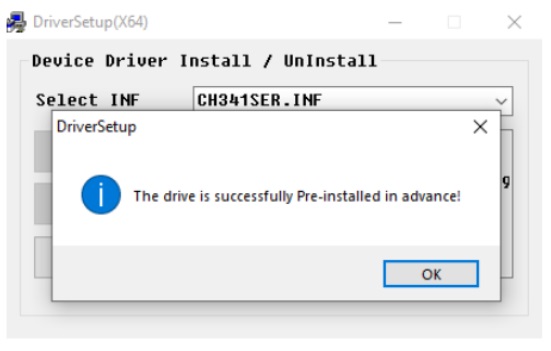 DriverSetup(X64)
Device Driver Install / UnInstall
Select INF CH341SER.INF
DriverSetup
The drive is successfully Pre-installed in advance!
g
OK